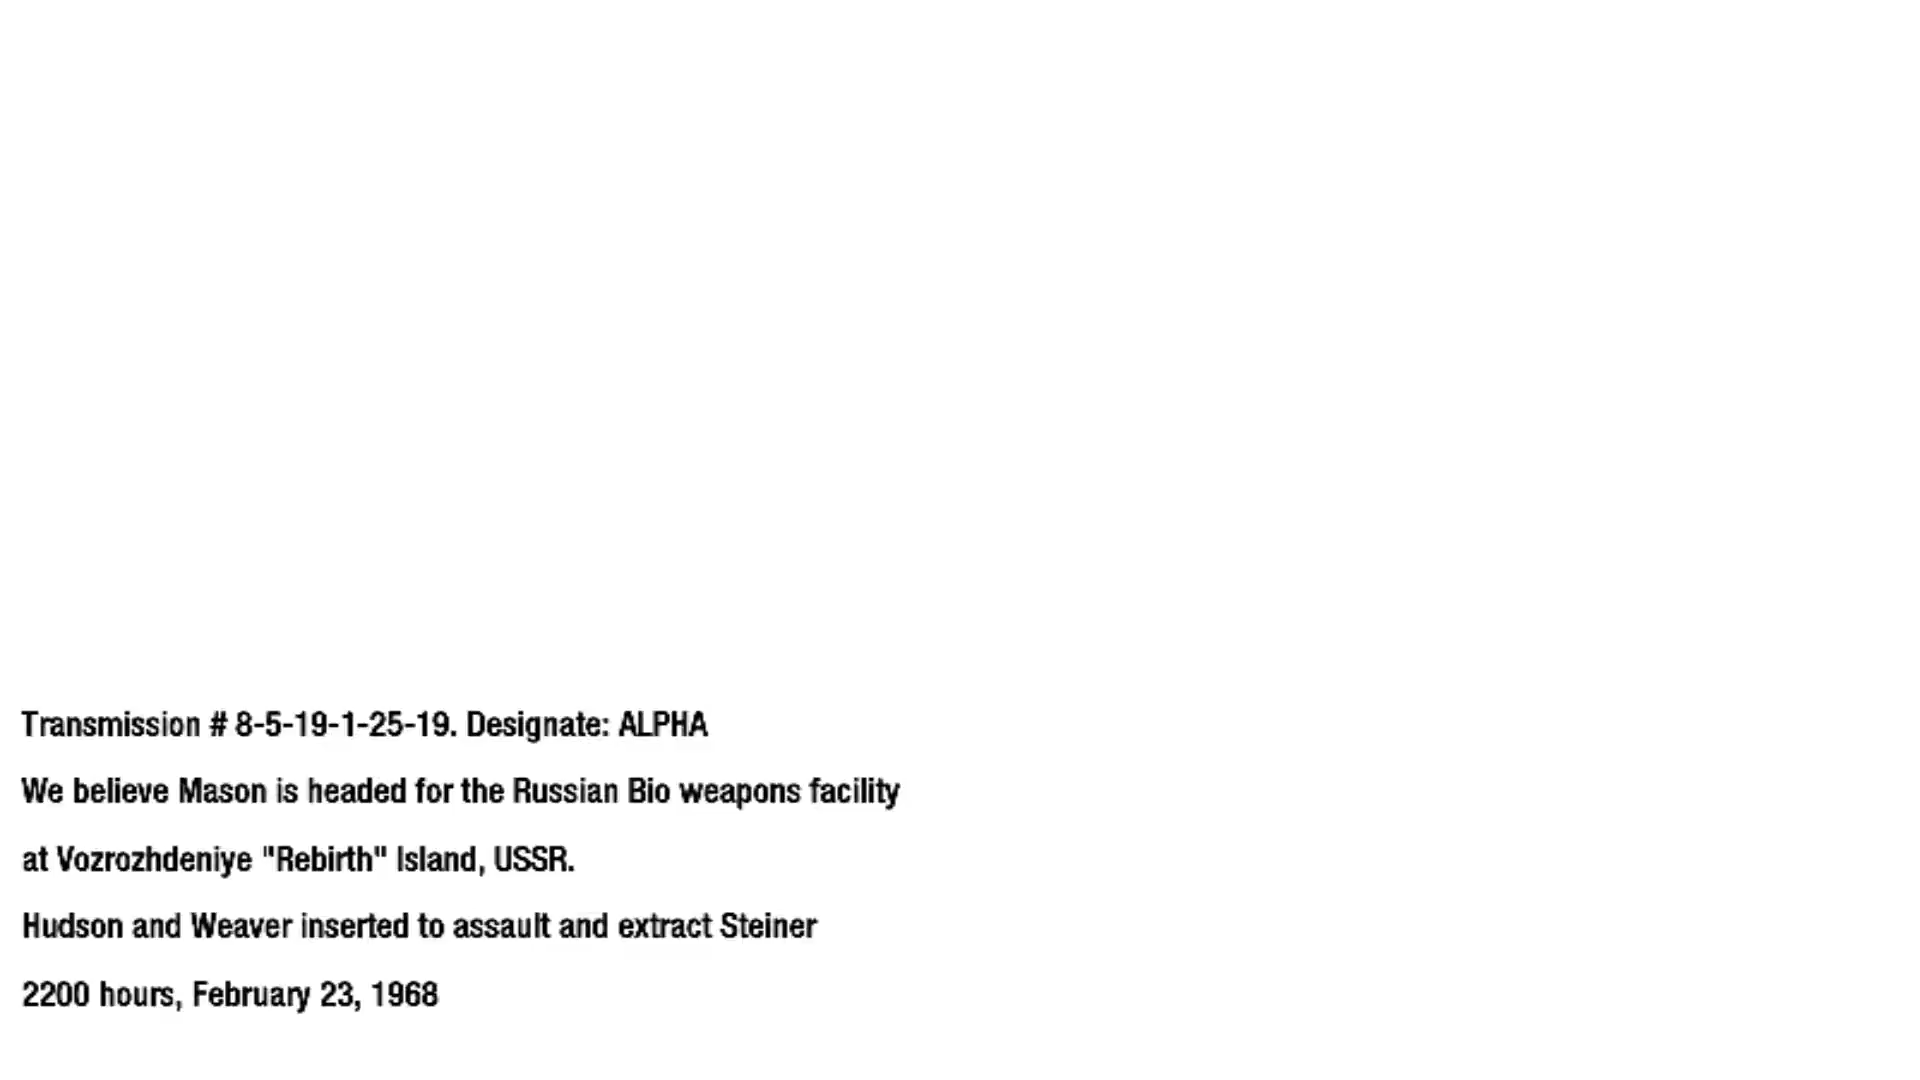 Transmission # 8-5-19-1-25-19. Designate: ALPHA
We believe Mason is headed for the Russian Bio weapons facility
at Vozrozhdeniye "Rebirth" Island, USSR.
Hudson and Weaver inserted to assault and extract Steiner
2200 hours, February 23, 1968